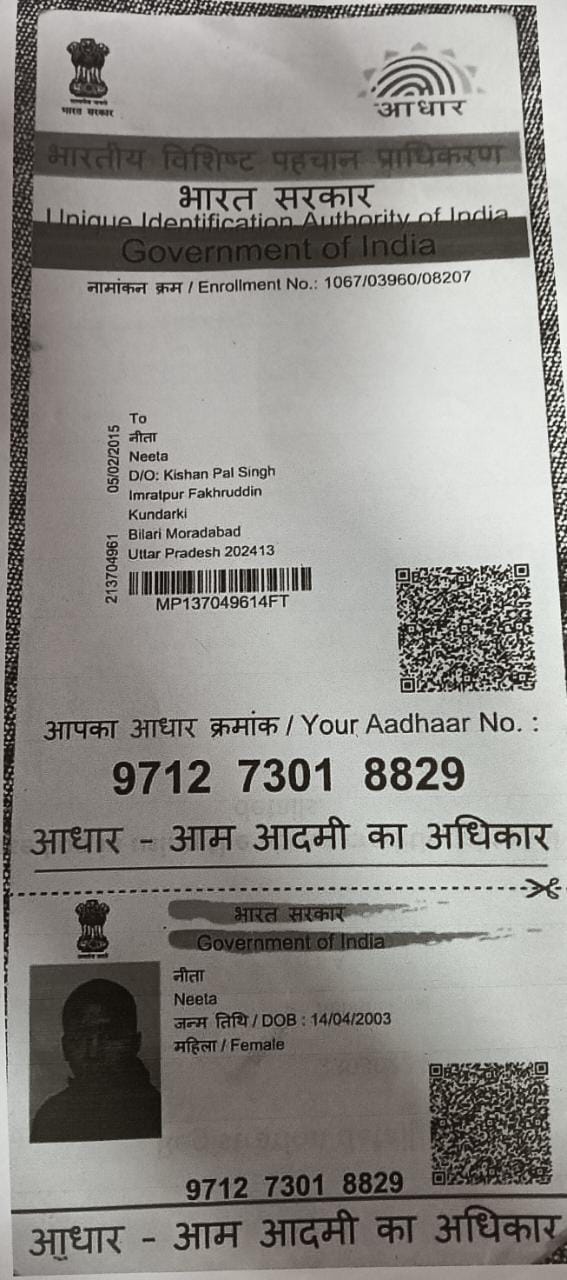 भारत सरकार
आधार
भारतीय विशिष्ट पहचान प्राधिकरण
भारत सरकार
Unique Identification Authority of India
Government of India
नामांकन क्रम / Enrollment No.: 1067/03960/08207
To
नीता
Neeta
D/O: Kishan Pal Singh
Imratpur Fakhruddin
Kundarki
Bilari Moradabad
Uttar Pradesh 202413
213704961 05/02/2015
MP137049614FT
आपका आधार क्रमांक / Your Aadhaar No. :
9712 7301 8829
आधार - आम आदमी का अधिकार
भारत सरकार
Government of India
नीता
Neeta
जन्म तिथि / DOB : 14/04/2003
महिला / Female
9712 7301 8829
आधार - आम आदमी का अधिकार